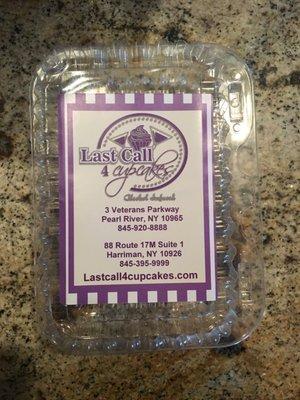 Last Call
4 cupcakes
3 Veterans Parkway
Pearl River, NY 10965
845-920-8888
88 Route 17M Suite 1
Harriman, NY 10926
845-395-9999
Lastcall4cupcakes.com